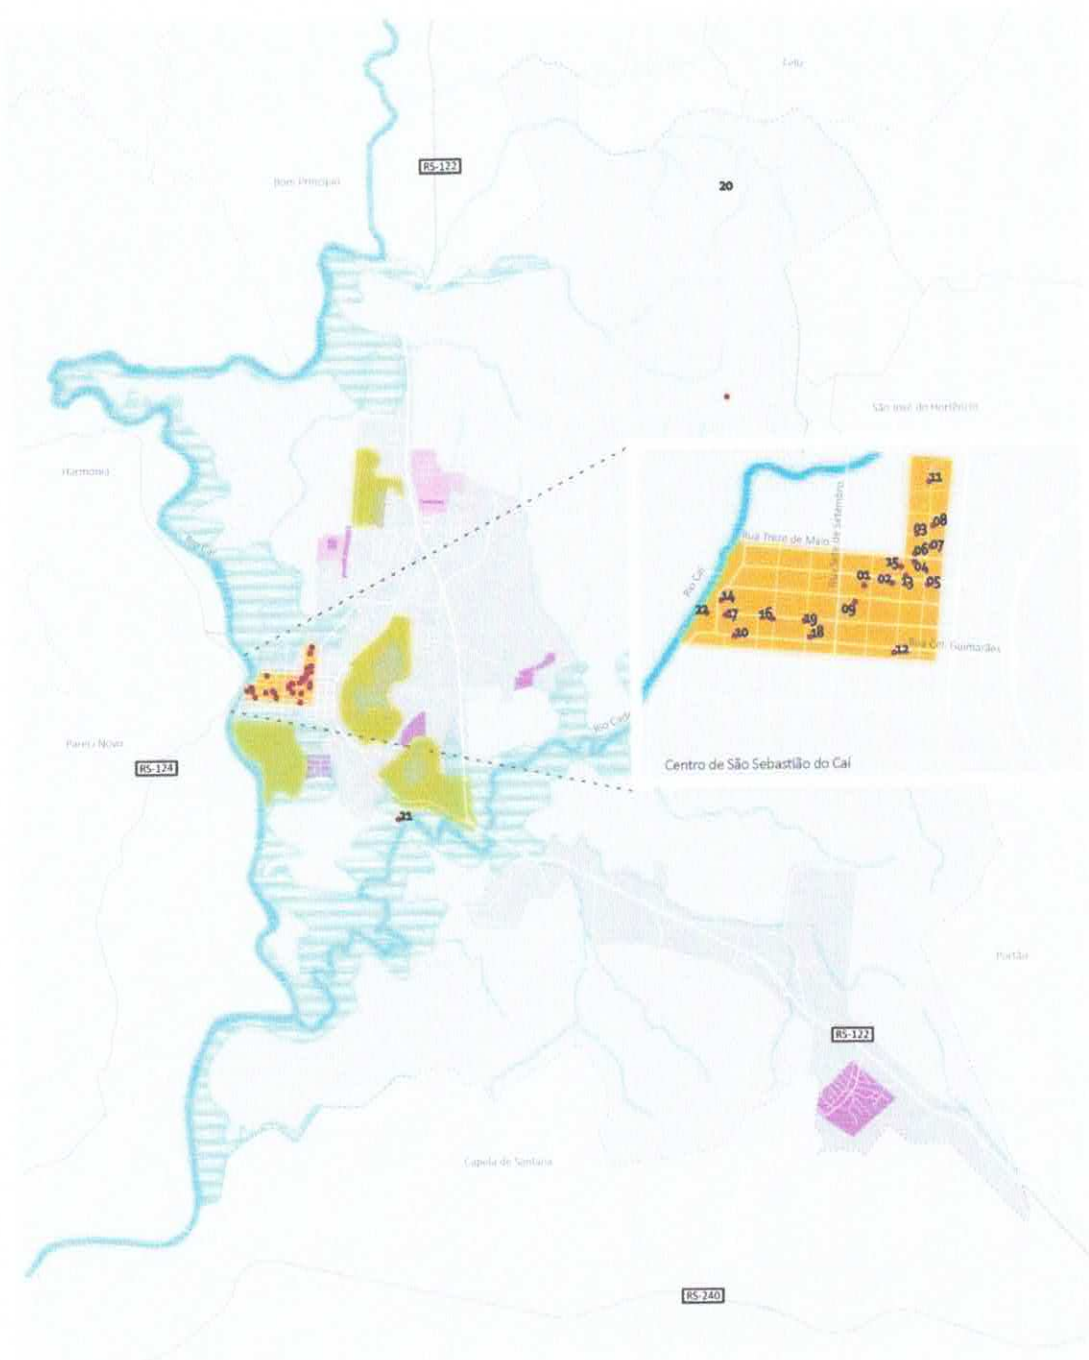 Feliz
RS-122
Bom Princípio
20
São José do Hortêncio
Harmonia
11
Rua Sete de Setembro
08
03
Rua Treze de Maio
07
06
15
04
Rio Caí
01
02
13
05
Rio Caí
14
09
22
17
16
19
10
18
Rua Cel. Guimarães
12
Rio Cadeia
Pareci Novo
RS-124
Centro de São Sebastião do Caí
21
Portão
RS-122
Capela de Santana
RS-240